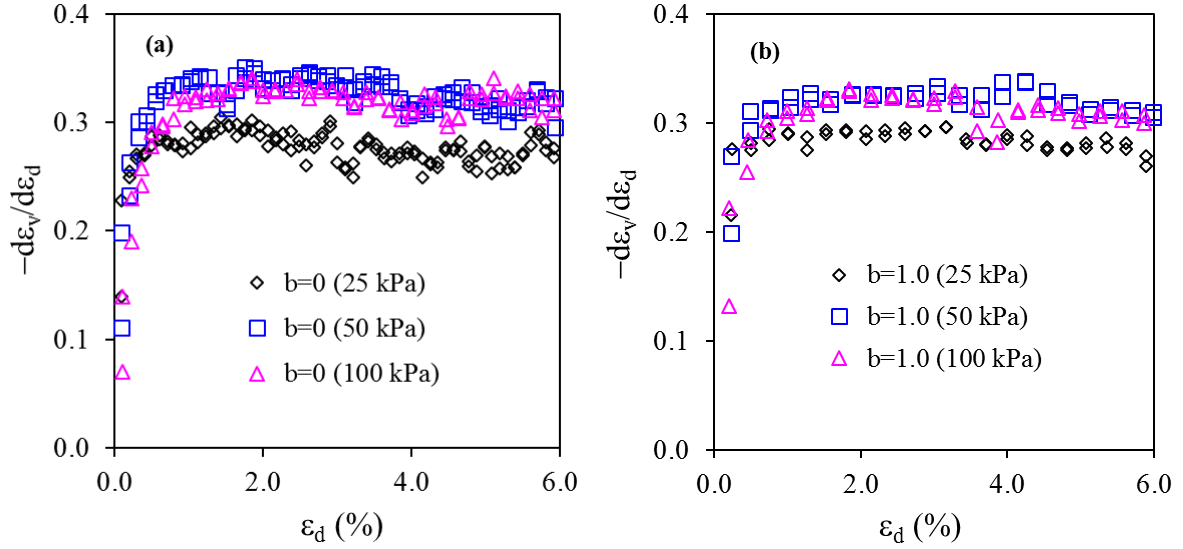 0.4
0.3
0.2
0.1
0.0
−dεv/dεd
(a)
b=0 (25 kPa)
b=0 (50 kPa)
b=0 (100 kPa)
0.0 2.0 4.0 6.0
εd (%)
0.4
0.3
0.2
0.1
0.0
−dεv/dεd
(b)
b=1.0 (25 kPa)
b=1.0 (50 kPa)
b=1.0 (100 kPa)
0.0 2.0 4.0 6.0
εd (%)